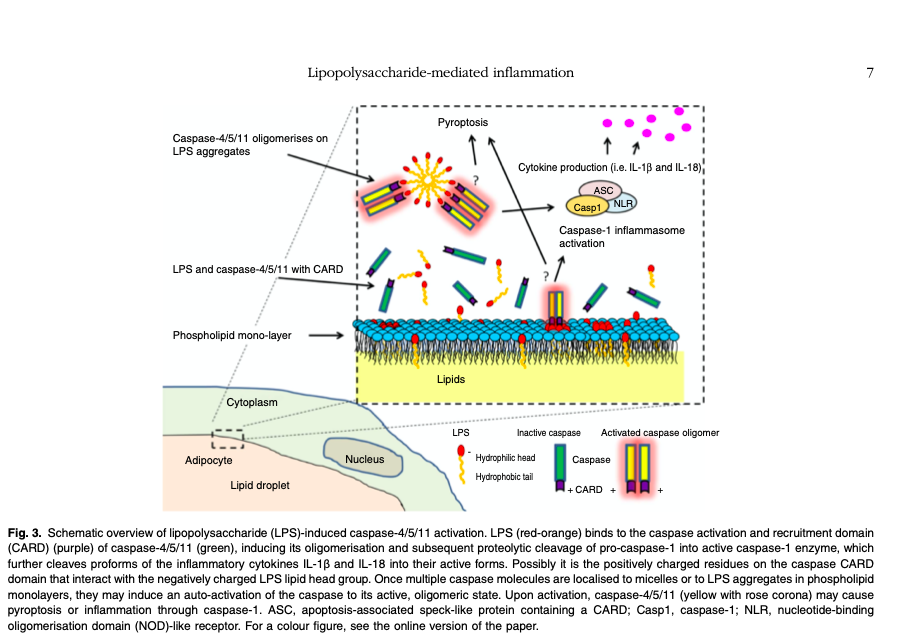 Lipopolysaccharide-mediated inflammation 7
Pyroptosis
Caspase-4/5/11 oligomerises on
LPS aggregates
Cytokine production (i.e. IL-1β and IL-18)
?
ASC
Casp1
NLR
Caspase-1 inflammasome
activation
LPS and caspase-4/5/11 with CARD
?
Phospholipid mono-layer
Lipids
Cytoplasm
Adipocyte
Nucleus
Lipid droplet
LPS
-
Hydrophilic head
Hydrophobic tail
Inactive caspase
Caspase
+ CARD
Activated caspase oligomer
+ +
Fig. 3. Schematic overview of lipopolysaccharide (LPS)-induced caspase-4/5/11 activation. LPS (red-orange) binds to the caspase activation and recruitment domain
(CARD) (purple) of caspase-4/5/11 (green), inducing its oligomerisation and subsequent proteolytic cleavage of pro-caspase-1 into active caspase-1 enzyme, which
further cleaves proforms of the inflammatory cytokines IL-1β and IL-18 into their active forms. Possibly it is the positively charged residues on the caspase CARD
domain that interact with the negatively charged LPS lipid head group. Once multiple caspase molecules are localised to micelles or to LPS aggregates in phospholipid
monolayers, they may induce an auto-activation of the caspase to its active, oligomeric state. Upon activation, caspase-4/5/11 (yellow with rose corona) may cause
pyroptosis or inflammation through caspase-1. ASC, apoptosis-associated speck-like protein containing a CARD; Casp1, caspase-1; NLR, nucleotide-binding
oligomerisation domain (NOD)-like receptor. For a colour figure, see the online version of the paper.